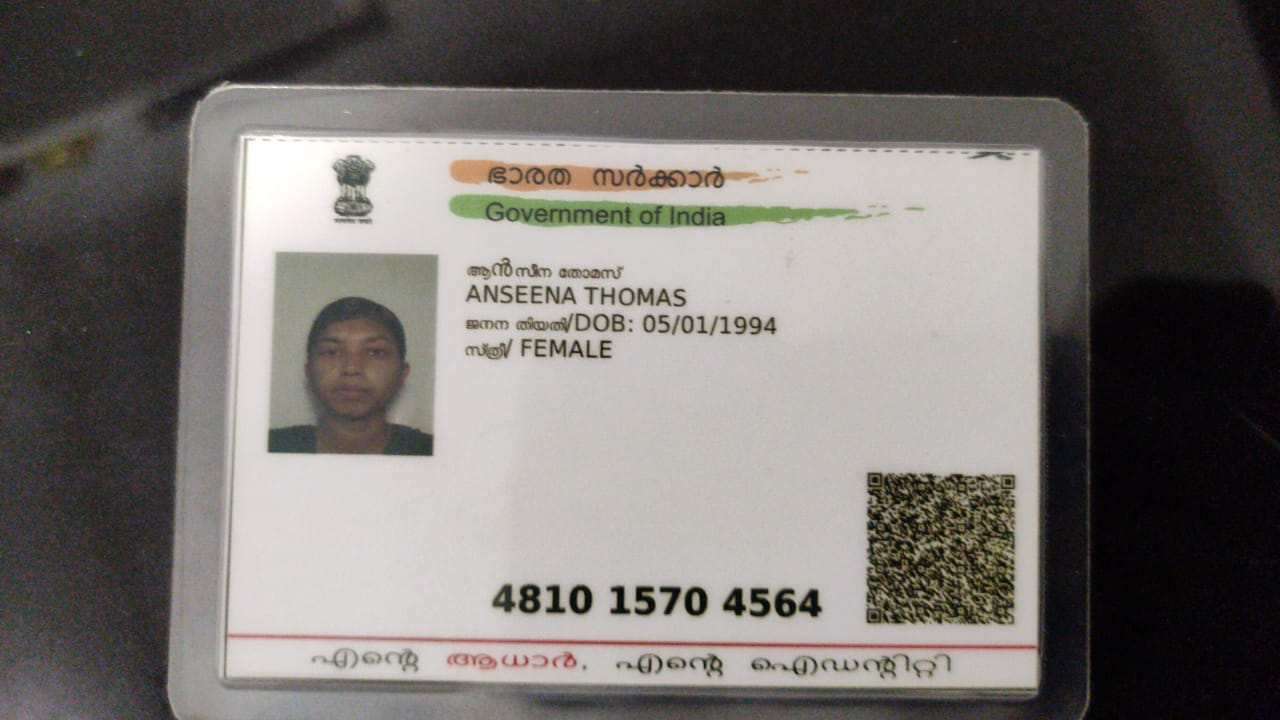 ഭാരത സർക്കാർ
Government of India
ആൻസീന തോമസ്
ANSEENA THOMAS
ജനന തിയതി/DOB: 05/01/1994
സ്ത്രീ/ FEMALE
4810 1570 4564
എന്റെ ആധാർ, എന്റെ ഐഡന്റിറ്റി